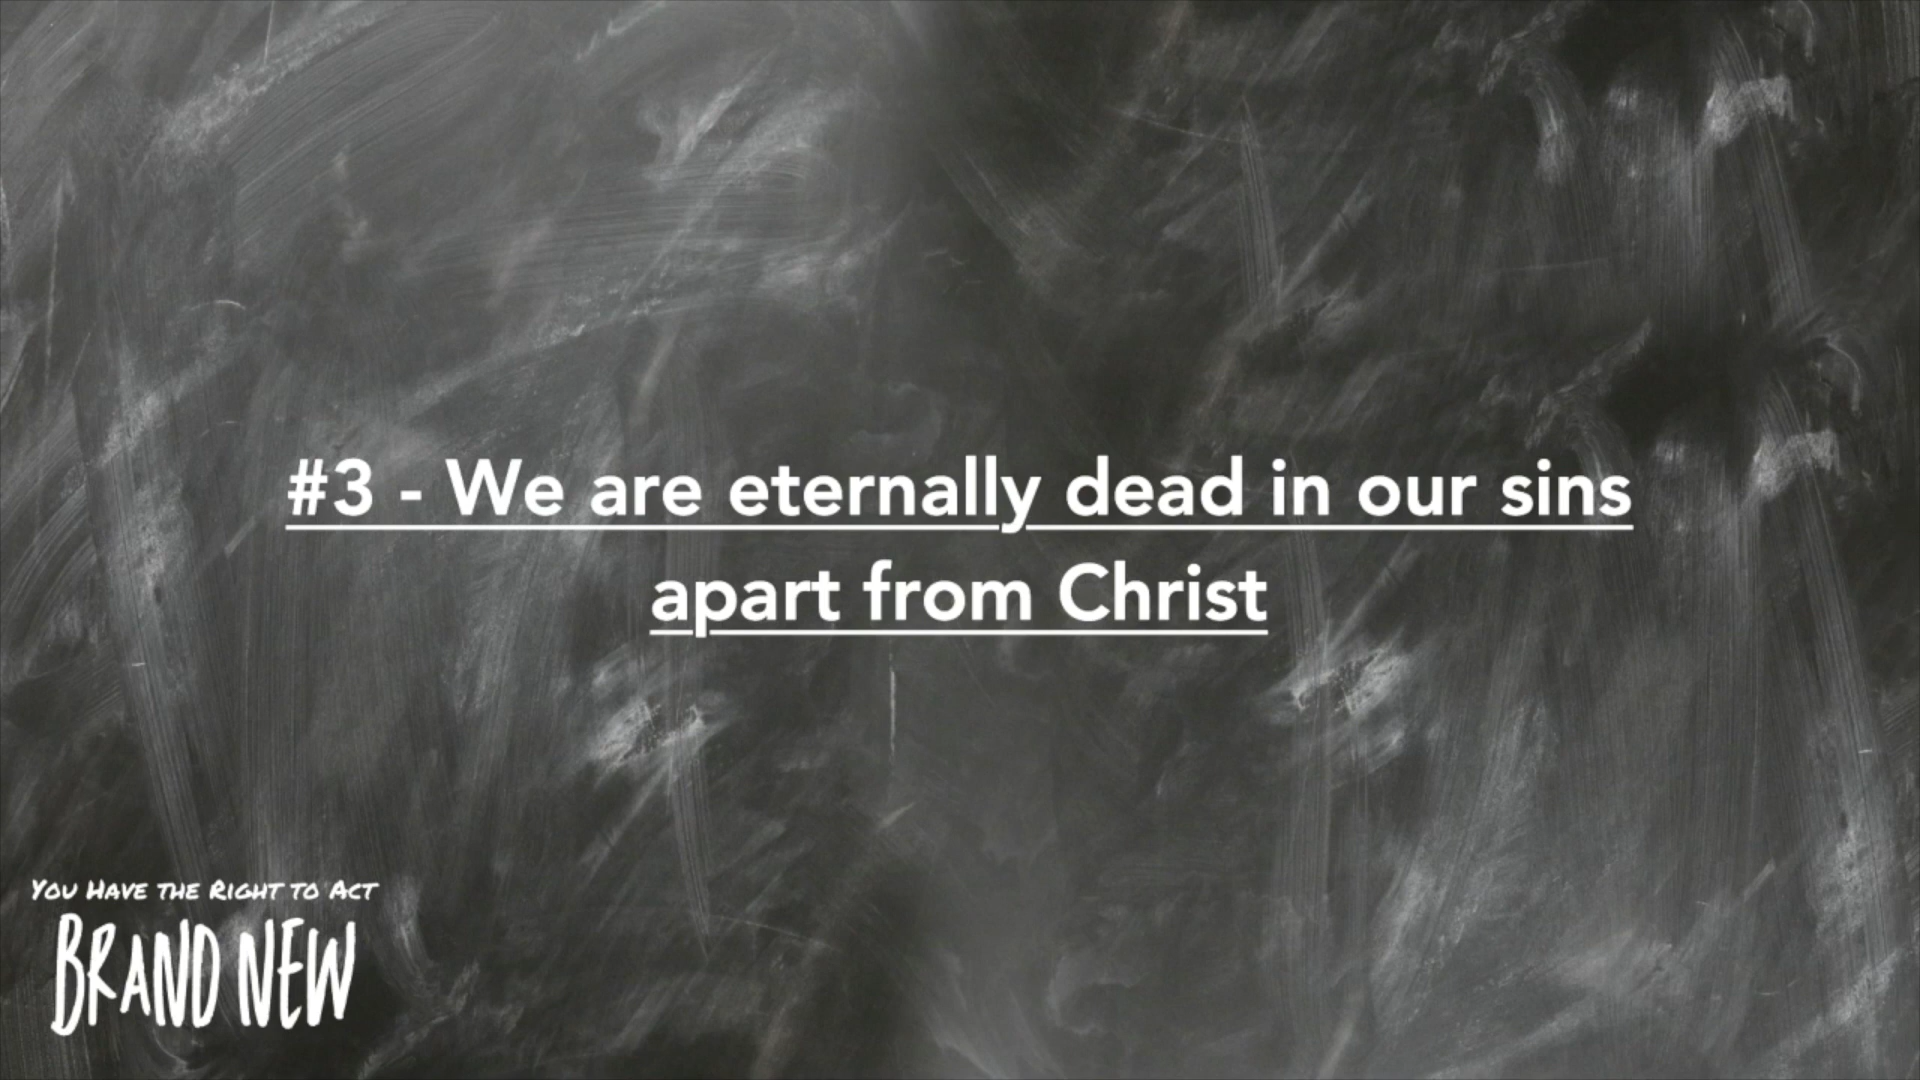 #3 - We are eternally dead in our sins
apart from Christ
You Have the Right to Act
BRAND NEW